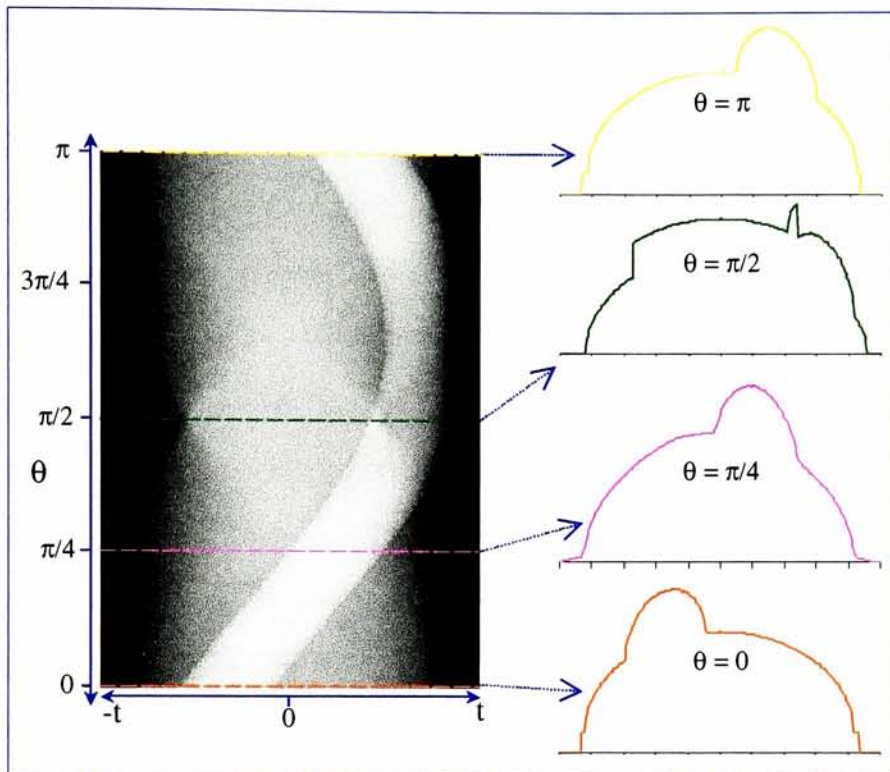 π
3π/4
π/2
θ
π/4
0
-t
0
t
θ = π
θ = π/2
θ = π/4
θ = 0